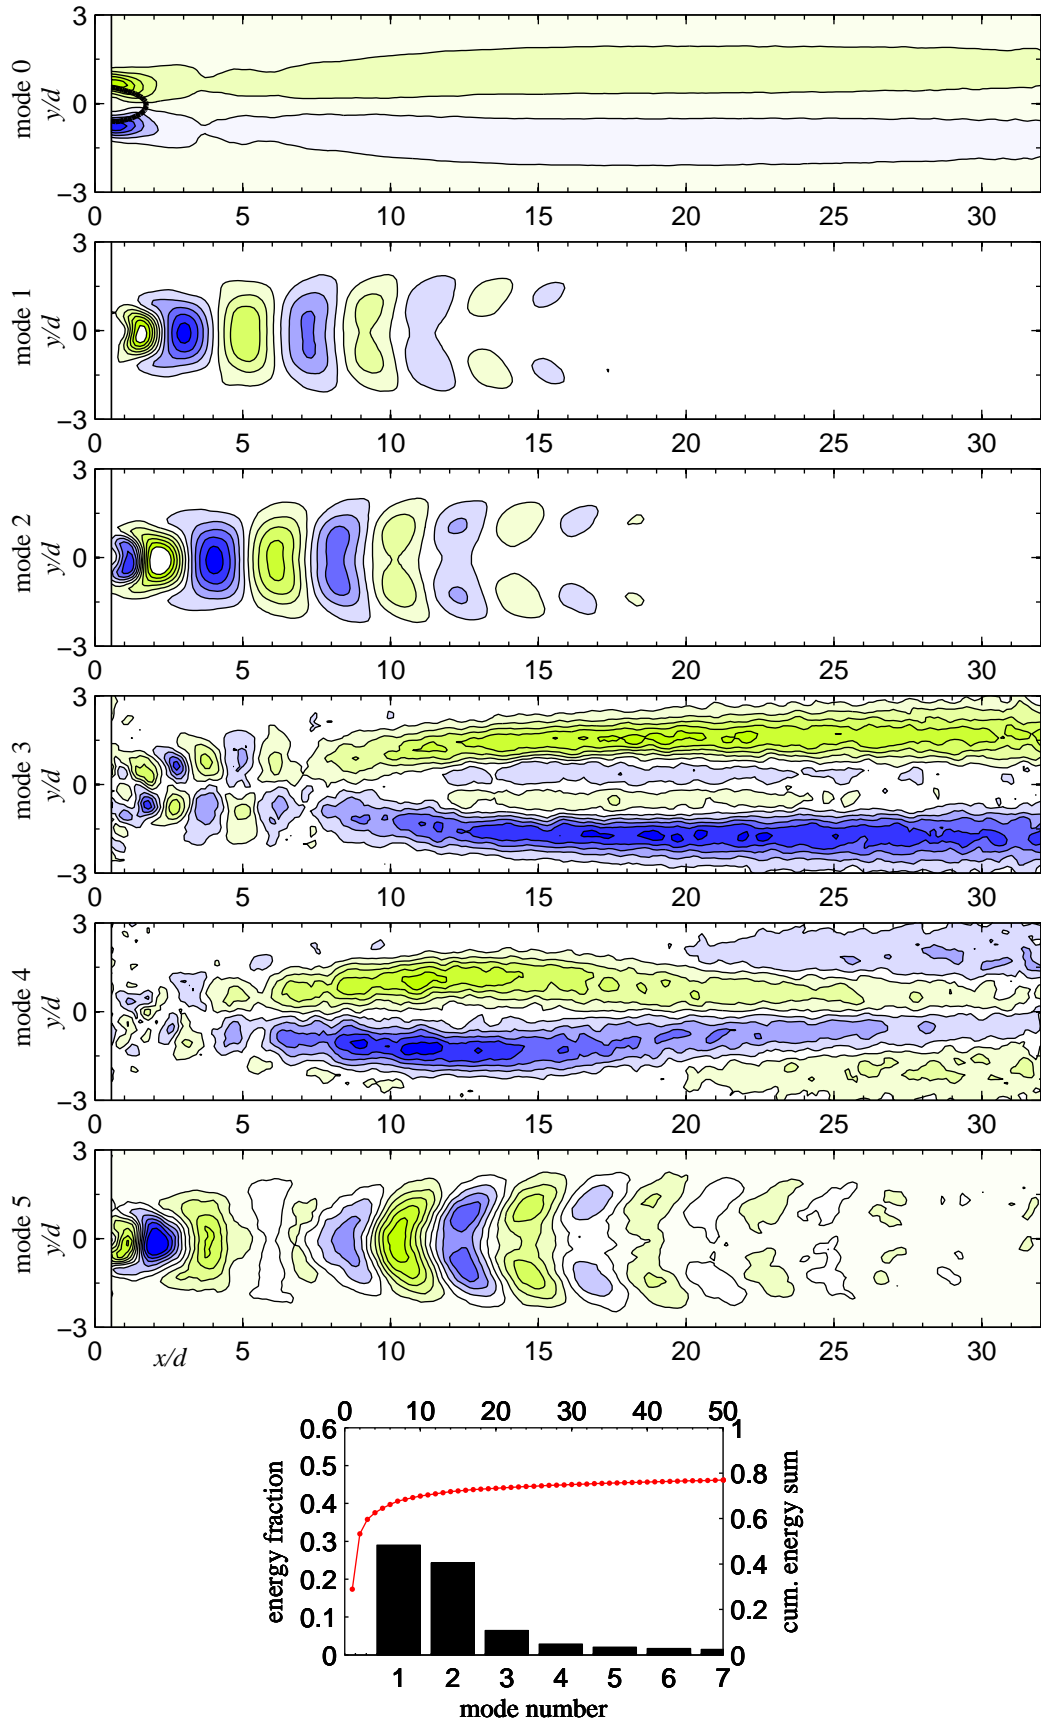 3
0
−3
mode 0
y/d
0 5 10 15 20 25 30
3
0
−3
mode 1
y/d
0 5 10 15 20 25 30
3
0
−3
mode 2
y/d
0 5 10 15 20 25 30
3
0
−3
mode 3
y/d
0 5 10 15 20 25 30
3
0
−3
mode 4
y/d
0 5 10 15 20 25 30
3
0
−3
mode 5
y/d
0 5 10 15 20 25 30
x/d
0 10 20 30 40 50
0.6 1
0.5
0.8
0.4
0.6
0.3
0.4
0.2
0.2
0.1
0 0
energy fraction
cum. energy sum
1 2 3 4 5 6 7
mode number